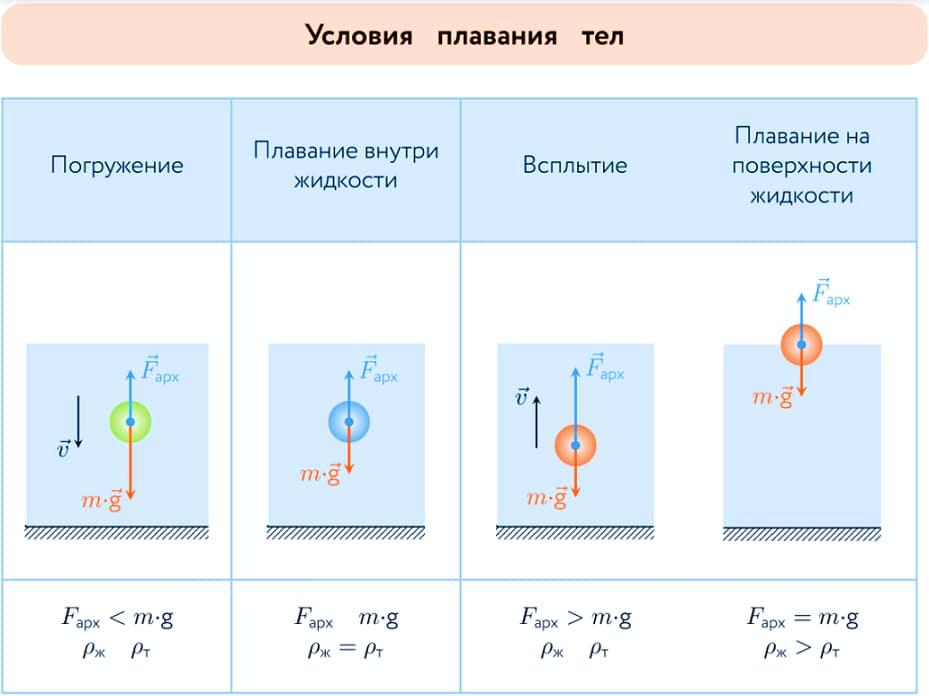 Условия плавания тел
Погружение
Плавание внутри
жидкости
Всплытие
Плавание на
поверхности
жидкости
F⃗арх
v⃗
m·g⃗
F⃗арх
m·g⃗
F⃗арх
v⃗
m·g⃗
F⃗арх
m·g⃗
Fарх < m·g
ρж ρт
Fарх m·g
ρж = ρт
Fарх > m·g
ρж ρт
Fарх = m·g
ρж > ρт